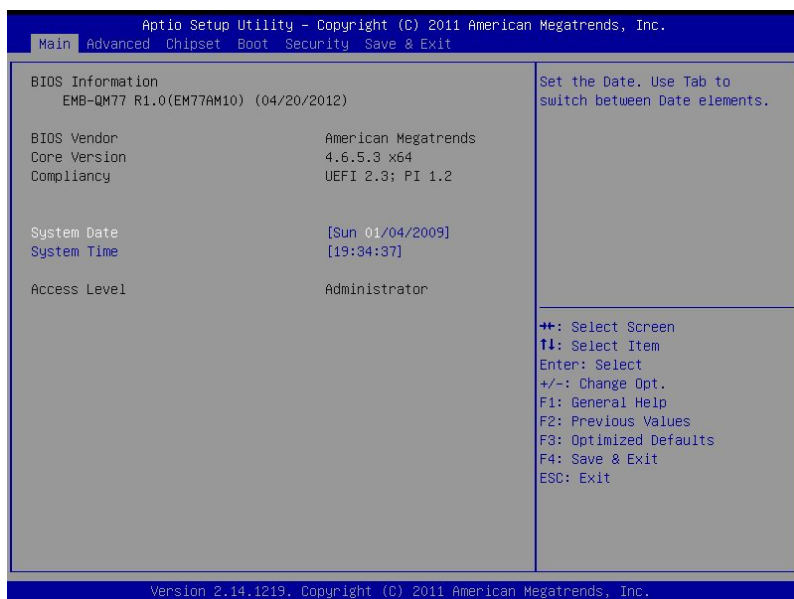 Aptio Setup Utility – Copyright (C) 2011 American Megatrends, Inc.
Main Advanced Chipset Boot Security Save & Exit
BIOS Information
EMB-QM77 R1.0(EM77AM10) (04/20/2012)
BIOS Vendor American Megatrends
Core Version 4.6.5.3 x64
Compliancy UEFI 2.3; PI 1.2
System Date [Sun 01/04/2009]
System Time [19:34:37]
Access Level Administrator
Set the Date. Use Tab to
switch between Date elements.
→←: Select Screen
↑↓: Select Item
Enter: Select
+/-: Change Opt.
F1: General Help
F2: Previous Values
F3: Optimized Defaults
F4: Save & Exit
ESC: Exit
Version 2.14.1219. Copyright (C) 2011 American Megatrends, Inc.